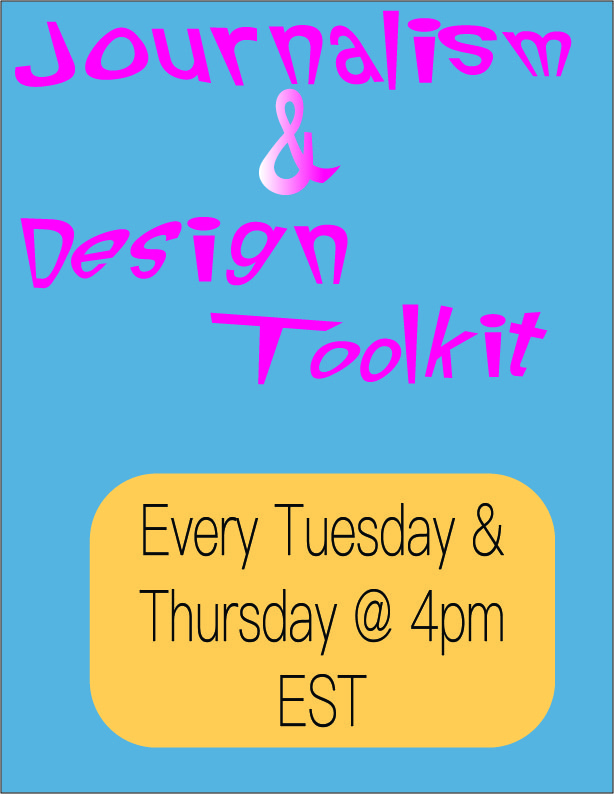 Journalism
&
Design
Toolkit
Every Tuesday &
Thursday @ 4pm
EST